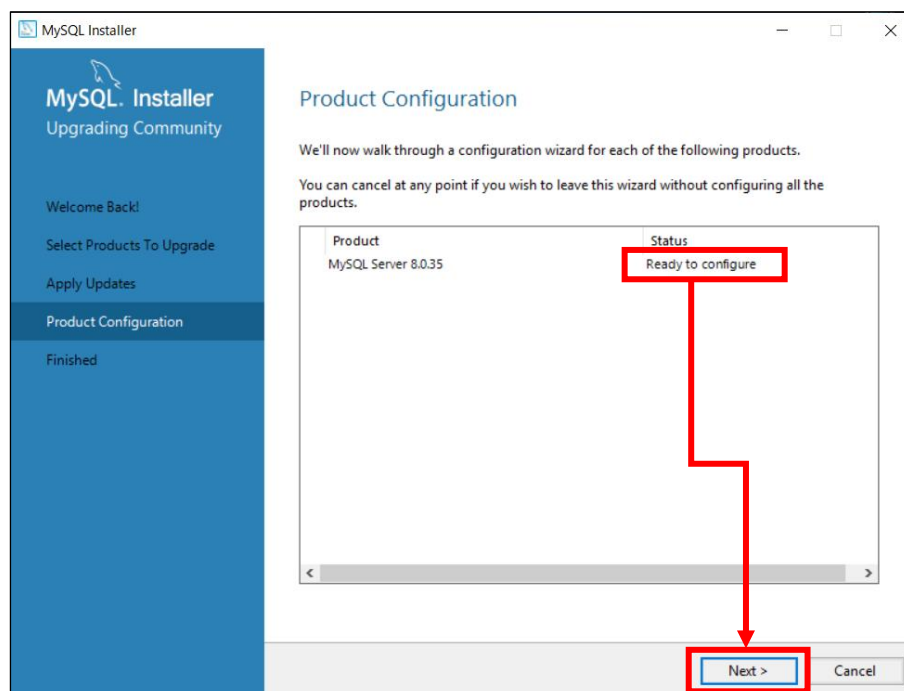 MySQL Installer
MySQL. Installer
Upgrading Community
Welcome Back!
Select Products To Upgrade
Apply Updates
Product Configuration
Finished
Product Configuration
We'll now walk through a configuration wizard for each of the following products.
You can cancel at any point if you wish to leave this wizard without configuring all the
products.
Product Status
MySQL Server 8.0.35 Ready to configure
Next > Cancel